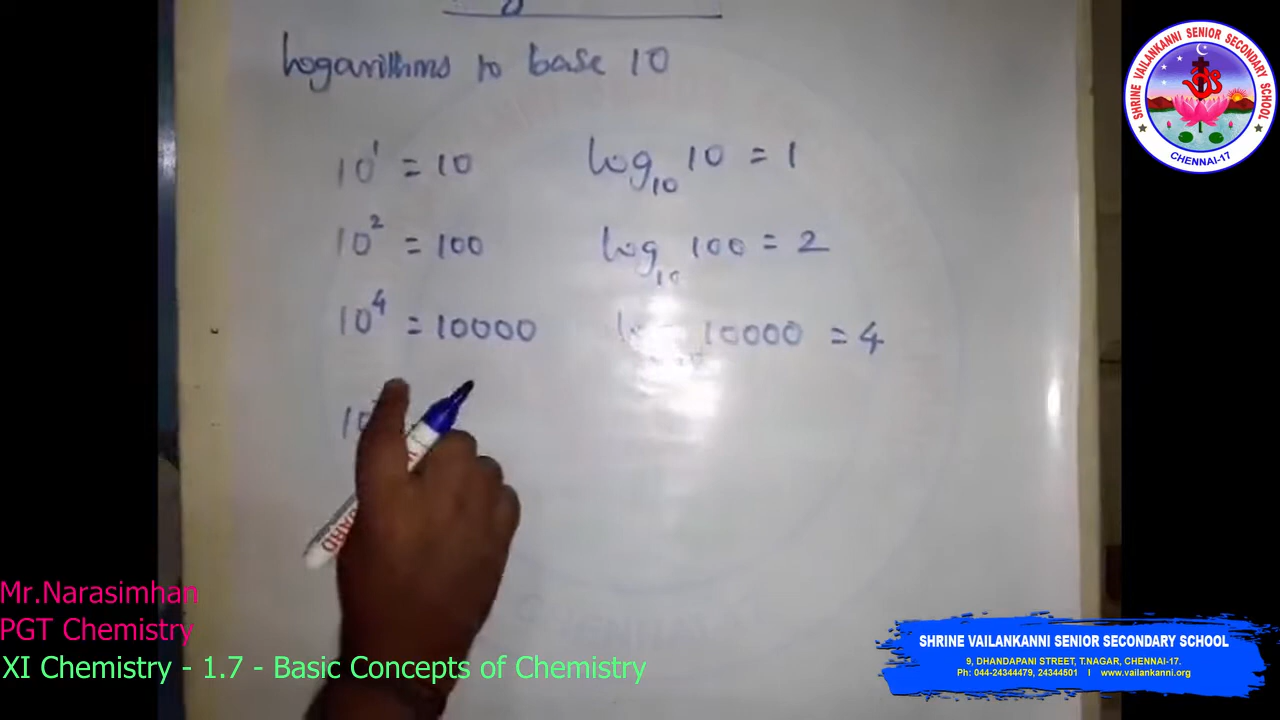 Logarithms to base 10
10¹ = 10 log₁₀ 10 = 1
10² = 100 log₁₀ 100 = 2
10⁴ = 10000 10000 = 4
10
SHRINE VAILANKANNI SENIOR SECONDARY SCHOOL
CHENNAI-17
Mr.Narasimhan
PGT Chemistry
XI Chemistry - 1.7 - Basic Concepts of Chemistry
SHRINE VAILANKANNI SENIOR SECONDARY SCHOOL
9, DHANDAPANI STREET, T.NAGAR, CHENNAI-17.
Ph: 044-24344479, 24344501 I www.vailankanni.org